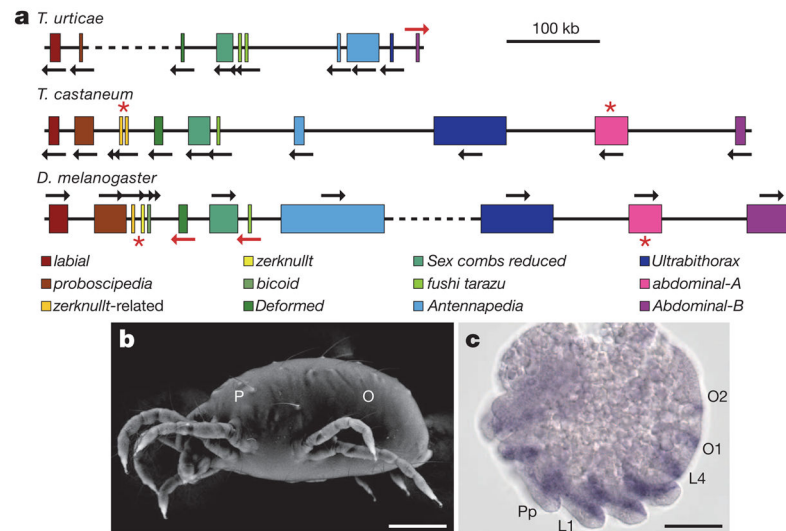 a
T. urticae
100 kb
T. castaneum
*
*
D. melanogaster
*
*
labial
zerknullt
Sex combs reduced
Ultrabithorax
proboscipedia
bicoid
fushi tarazu
abdominal-A
zerknullt-related
Deformed
Antennapedia
Abdominal-B
b
P
O
c
O2
O1
L4
Pp
L1